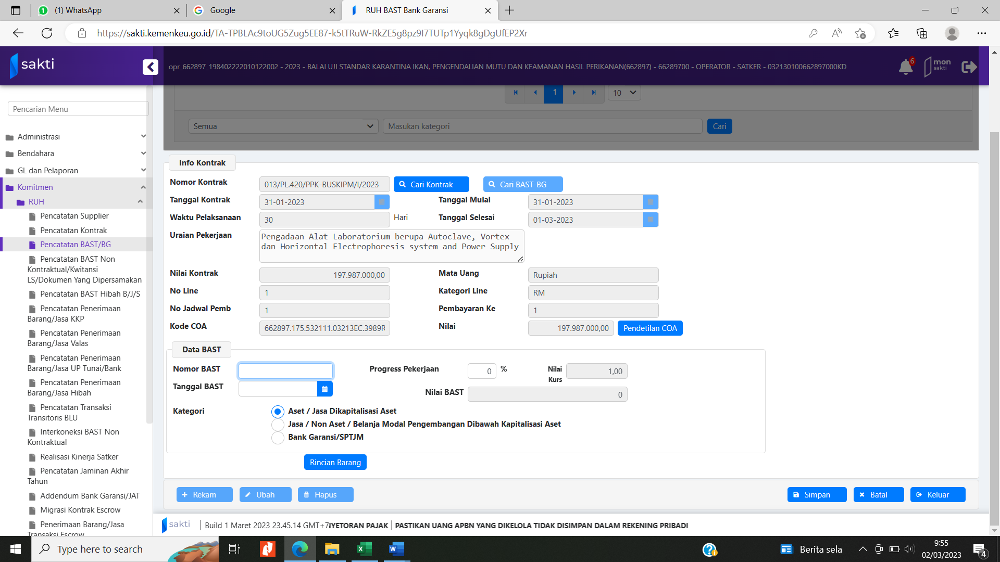 (1) WhatsApp
Google
RUH BAST Bank Garansi
https://sakti.kemenkeu.go.id/TA-TPBLAc9toUG5Zug5EE87-k5tTRuW-RkZE5g8pz9I7TUTp1Yyqk8gDgUfEP2Xr
sakti
opr_662897_198402222010122002 - 2023 - BALAI UJI STANDAR KARANTINA IKAN, PENGENDALIAN MUTU DAN KEAMANAN HASIL PERIKANAN(662897) - 66289700 - OPERATOR - SATKER - 032130100662897000KD
6
mon
sakti
Pencarian Menu
Administrasi
Bendahara
GL dan Pelaporan
Komitmen
RUH
Pencatatan Supplier
Pencatatan Kontrak
Pencatatan BAST/BG
Pencatatan BAST Non
Kontraktual/Kwitansi
LS/Dokumen Yang Dipersamakan
Pencatatan BAST Hibah B/J/S
Pencatatan Penerimaan
Barang/Jasa KKP
Pencatatan Penerimaan
Barang/Jasa Valas
Pencatatan Penerimaan
Barang/Jasa UP Tunai/Bank
Pencatatan Penerimaan
Barang/Jasa Hibah
Pencatatan Transaksi
Transitoris BLU
Interkoneksi BAST Non
Kontraktual
Realisasi Kinerja Satker
Pencatatan Jaminan Akhir
Tahun
Addendum Bank Garansi/JAT
Migrasi Kontrak Escrow
Penerimaan Barang/Jasa
Transaksi Escrow
1
10
Semua
Masukan kategori
Cari
Info Kontrak
Nomor Kontrak 013/PL.420/PPK-BUSKIPM/I/2023 Cari Kontrak Cari BAST-BG
Tanggal Kontrak 31-01-2023 Tanggal Mulai 31-01-2023
Waktu Pelaksanaan 30 Hari Tanggal Selesai 01-03-2023
Uraian Pekerjaan Pengadaan Alat Laboratorium berupa Autoclave, Vortex
dan Horizontal Electrophoresis system and Power Supply
Nilai Kontrak 197.987.000,00 Mata Uang Rupiah
No Line 1 Kategori Line RM
No Jadwal Pemb 1 Pembayaran Ke 1
Kode COA 662897.175.532111.03213EC.3989R Nilai 197.987.000,00 Pendetilan COA
Data BAST
Nomor BAST Progress Pekerjaan 0 % Nilai
Kurs 1,00
Tanggal BAST Nilai BAST 0
Kategori Aset / Jasa Dikapitalisasi Aset
Jasa / Non Aset / Belanja Modal Pengembangan Dibawah Kapitalisasi Aset
Bank Garansi/SPTJM
Rincian Barang
Rekam Ubah Hapus Simpan Batal Keluar
sakti Build 1 Maret 2023 23.45.14 GMT+7 IYETORAN PAJAK | PASTIKAN UANG APBN YANG DIKELOLA TIDAK DISIMPAN DALAM REKENING PRIBADI
Type here to search
Berita sela
9:55
02/03/2023
4